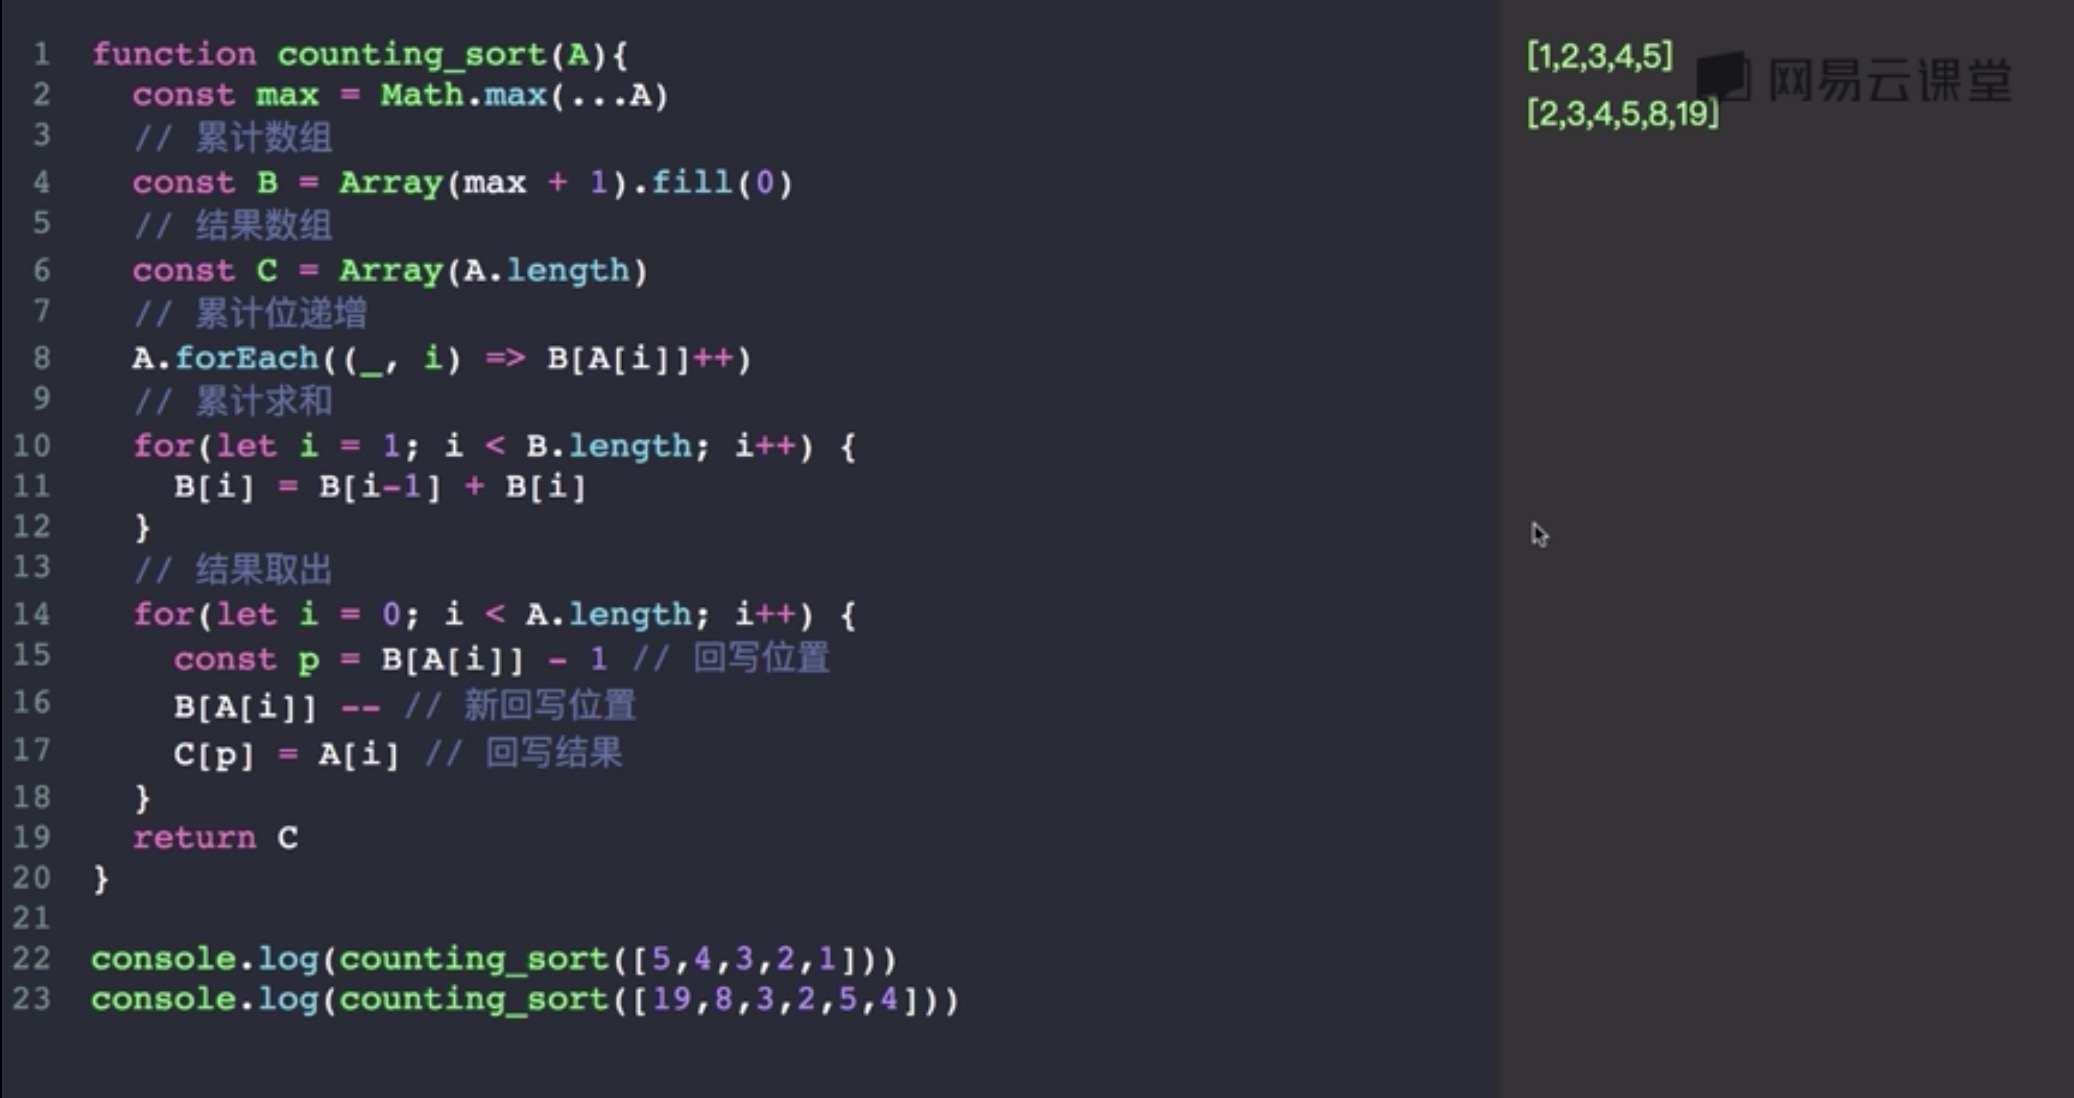 1 function counting_sort(A){
2 const max = Math.max(...A)
3 // 累计数组
4 const B = Array(max + 1).fill(0)
5 // 结果数组
6 const C = Array(A.length)
7 // 累计位递增
8 A.forEach((_, i) => B[A[i]]++)
9 // 累计求和
10 for(let i = 1; i < B.length; i++) {
11 B[i] = B[i-1] + B[i]
12 }
13 // 结果取出
14 for(let i = 0; i < A.length; i++) {
15 const p = B[A[i]] - 1 // 回写位置
16 B[A[i]] -- // 新回写位置
17 C[p] = A[i] // 回写结果
18 }
19 return C
20 }
21
22 console.log(counting_sort([5,4,3,2,1]))
23 console.log(counting_sort([19,8,3,2,5,4]))
[1,2,3,4,5]
网易云课堂
[2,3,4,5,8,19]